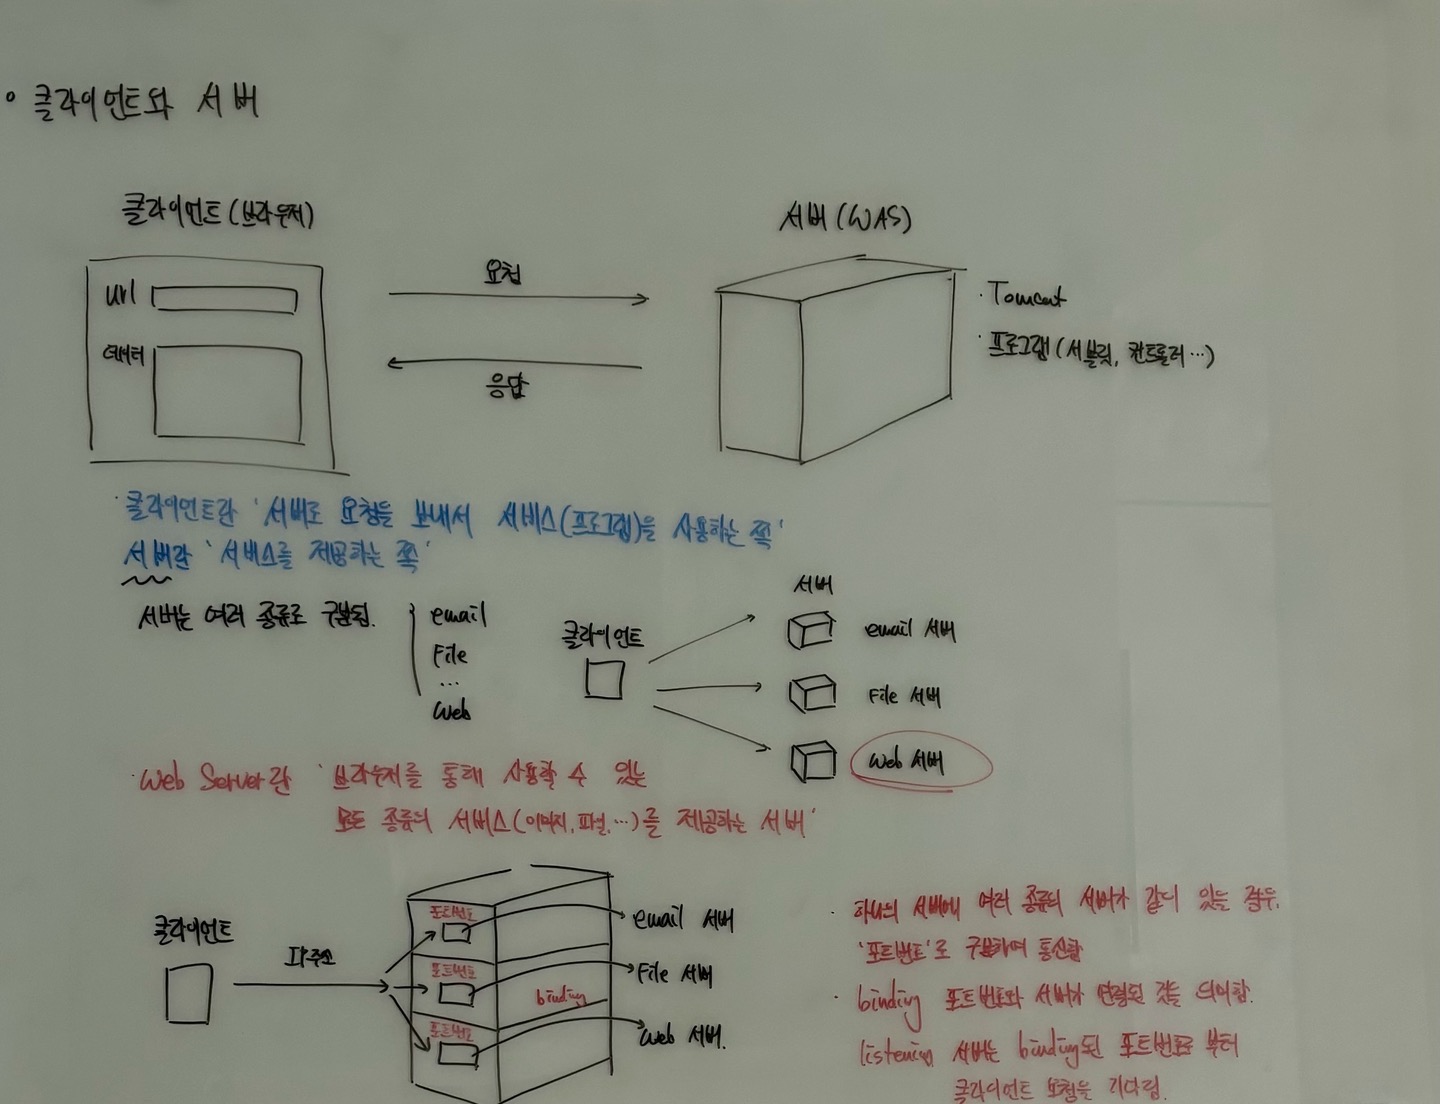 ◦ 클라이언트와 서버
클라이언트(브라우저)
서버(WAS)
url
요청
응답
· Tomcat
· 프로그램(서블릿, 컨트롤러…)
· 클라이언트란 '서버로 요청을 보내서 서비스(프로그램)을 사용하는 쪽'
서버란 '서비스를 제공하는 쪽'
서버는 여러 종류로 구분됨.
email
File
…
Web
클라이언트
서버
email 서버
File 서버
Web 서버
· Web Server란 '브라우저를 통해 사용할 수 있는
모든 종류의 서비스(이미지, 파일, …)를 제공하는 서버'
클라이언트
IP주소
포트번호
포트번호
포트번호
binding
email 서버
File 서버
Web 서버.
· 하나의 서버에 여러 종류의 서버가 같이 있는 경우,
'포트번호'로 구분하여 통신함
· binding 포트번호와 서버가 연결된 것을 의미함.
listening 서버는 binding된 포트번호로 부터
클라이언트 요청을 기다림.